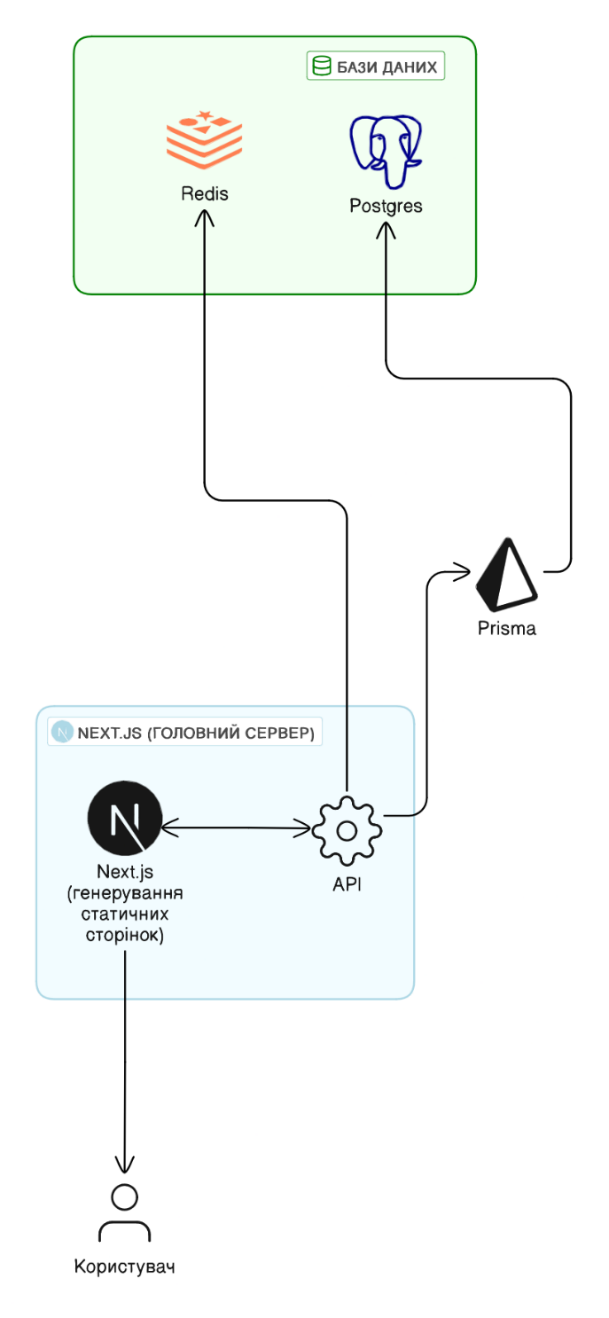 БАЗИ ДАНИХ
Redis
Postgres
Prisma
NEXT.JS (ГОЛОВНИЙ СЕРВЕР)
Next.js
(генерування
статичних
сторінок)
API
Користувач